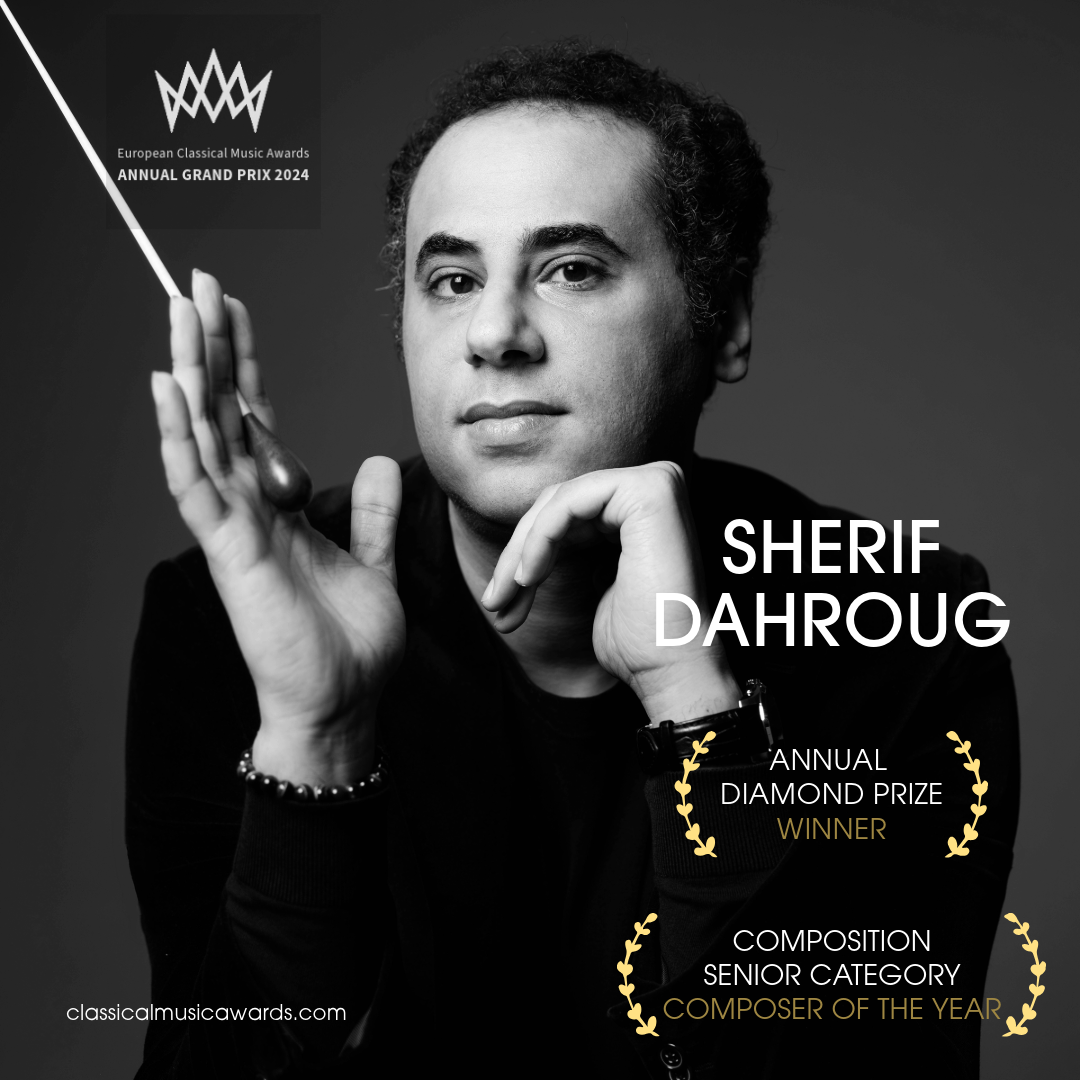 European Classical Music Awards
ANNUAL GRAND PRIX 2024
SHERIF
DAHROUG
ANNUAL
DIAMOND PRIZE
WINNER
COMPOSITION
SENIOR CATEGORY
COMPOSER OF THE YEAR
classicalmusicawards.com